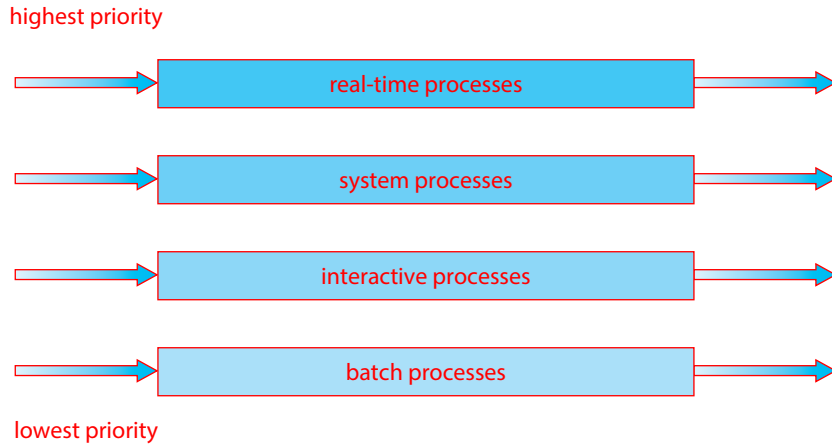 highest priority
real-time processes
system processes
interactive processes
batch processes
lowest priority